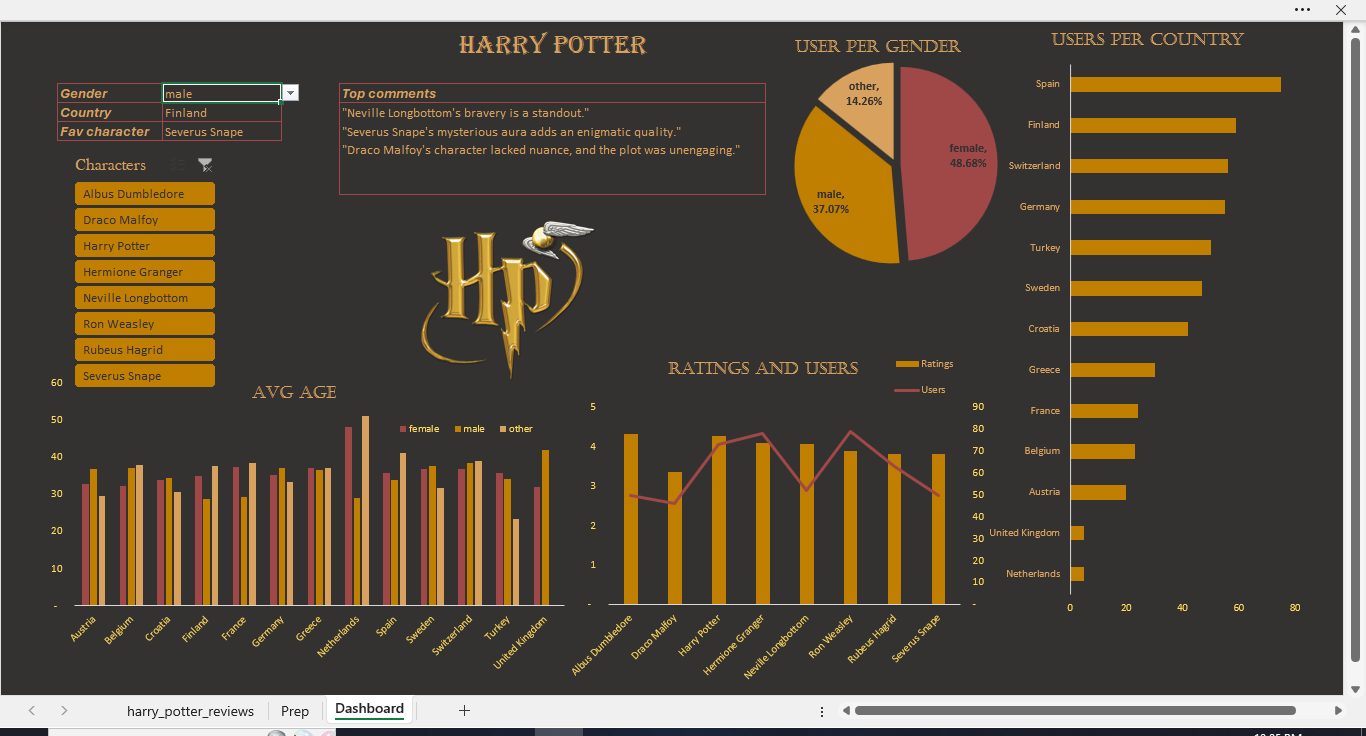 HARRY POTTER
Gender male
Country Finland
Fav character Severus Snape
Top comments
"Neville Longbottom's bravery is a standout."
"Severus Snape's mysterious aura adds an enigmatic quality."
"Draco Malfoy's character lacked nuance, and the plot was unengaging."
Characters
Albus Dumbledore
Draco Malfoy
Harry Potter
Hermione Granger
Neville Longbottom
Ron Weasley
Rubeus Hagrid
Severus Snape
HP
USER PER GENDER
other,
14.26%
female,
48.68%
male,
37.07%
USERS PER COUNTRY
Spain
Finland
Switzerland
Germany
Turkey
Sweden
Croatia
Greece
France
Belgium
Austria
United Kingdom
Netherlands
0 20 40 60 80
AVG AGE
female male other
60
50
40
30
20
10
-
Austria
Belgium
Croatia
Finland
France
Germany
Greece
Netherlands
Spain
Sweden
Switzerland
Turkey
United Kingdom
RATINGS AND USERS
Ratings
Users
5
4
3
2
1
-
90
80
70
60
50
40
30
20
10
-
Albus Dumbledore
Draco Malfoy
Harry Potter
Hermione Granger
Neville Longbottom
Ron Weasley
Rubeus Hagrid
Severus Snape
harry_potter_reviews Prep Dashboard